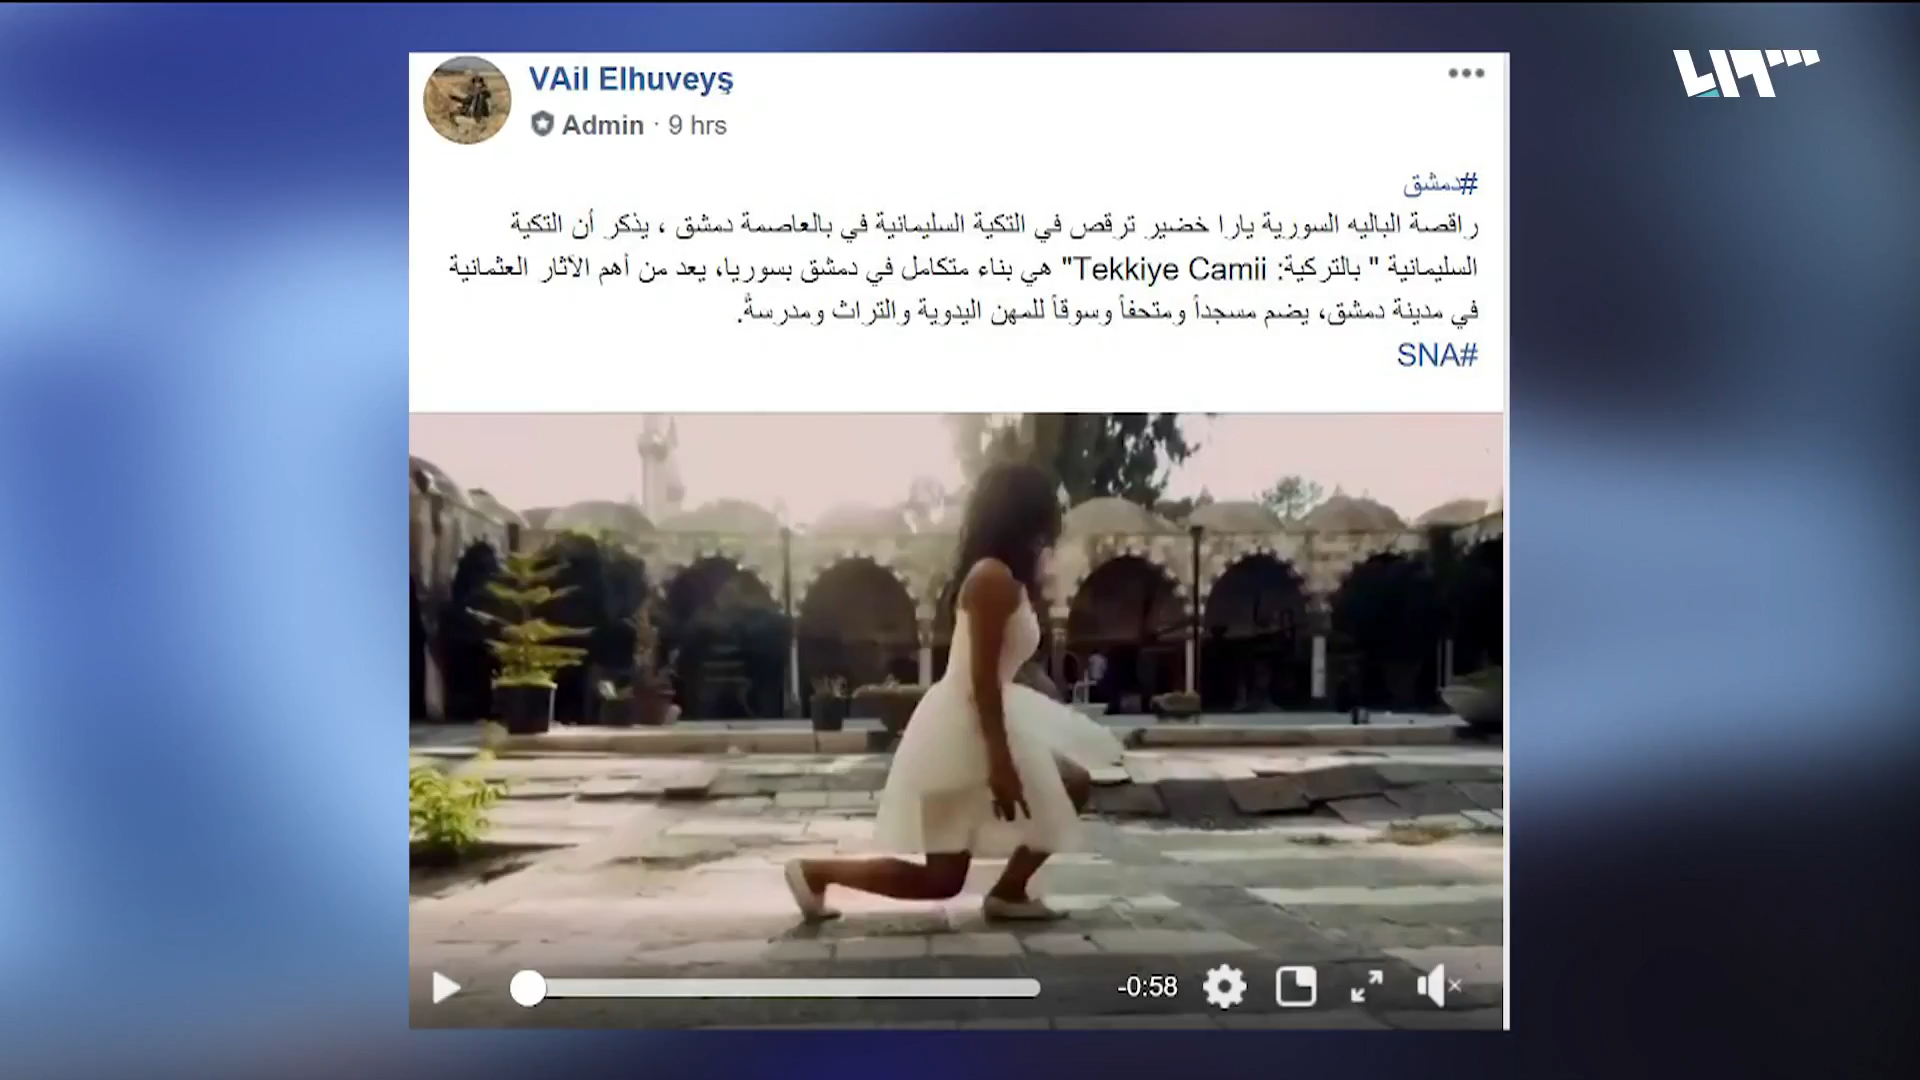 VAil Elhuveyş
Admin · 9 hrs
#دمشق
راقصة الباليه السورية يارا خضير ترقص في التكية السليمانية في بالعاصمة دمشق ، يذكر أن التكية
السليمانية " بالتركية: Tekkiye Camii" هي بناء متكامل في دمشق بسوريا، يعد من أهم الآثار العثمانية
في مدينة دمشق، يضم مسجداً ومتحفاً وسوقاً للمهن اليدوية والتراث ومدرسةً.
#SNA
-0:58